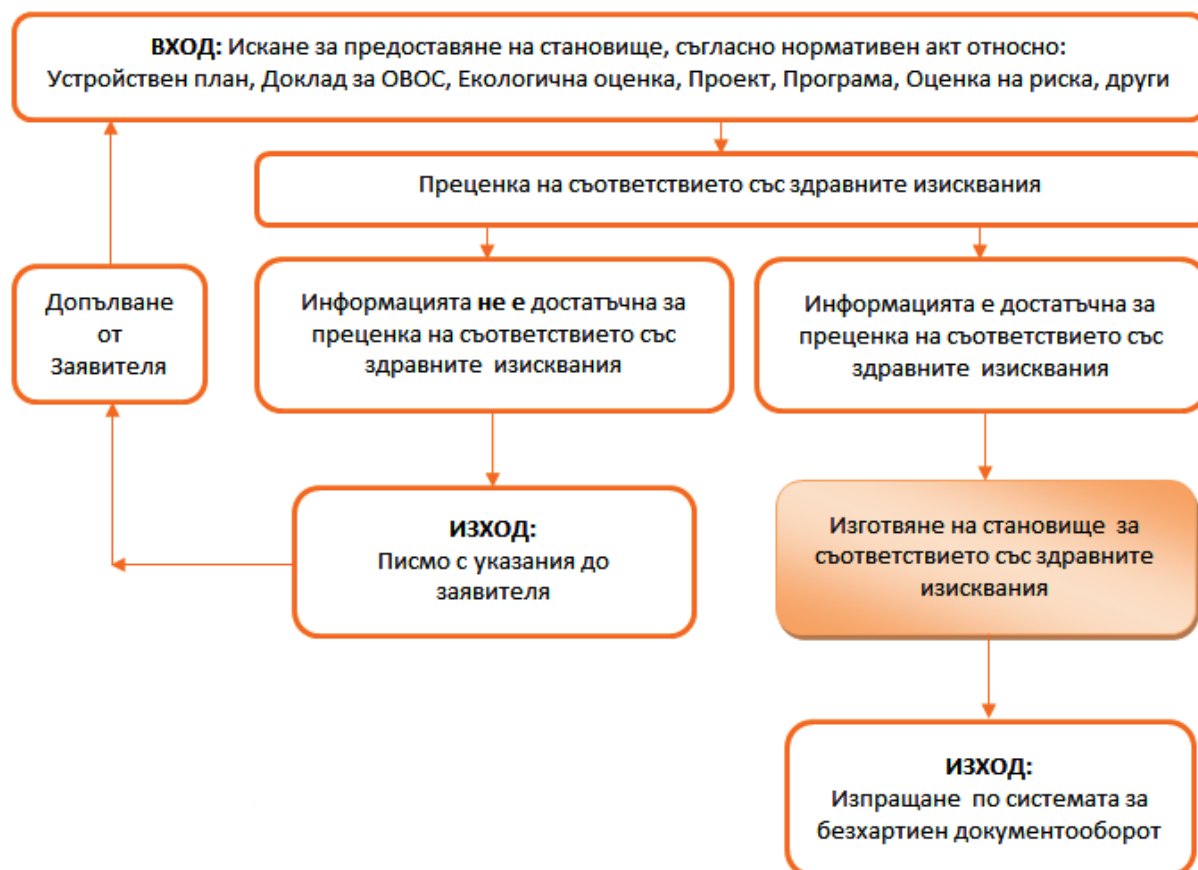 ВХОД: Искане за предоставяне на становище, съгласно нормативен акт относно:
Устройствен план, Доклад за ОВОС, Екологична оценка, Проект, Програма, Оценка на риска, други
Преценка на съответствието със здравните изисквания
Допълване
от
Заявителя
Информацията не е достатъчна за
преценка на съответствието със
здравните изисквания
Информацията е достатъчна за
преценка на съответствието със
здравните изисквания
ИЗХОД:
Писмо с указания до
заявителя
Изготвяне на становище за
съответствието със здравните
изисквания
ИЗХОД:
Изпращане по системата за
безхартиен документооборот